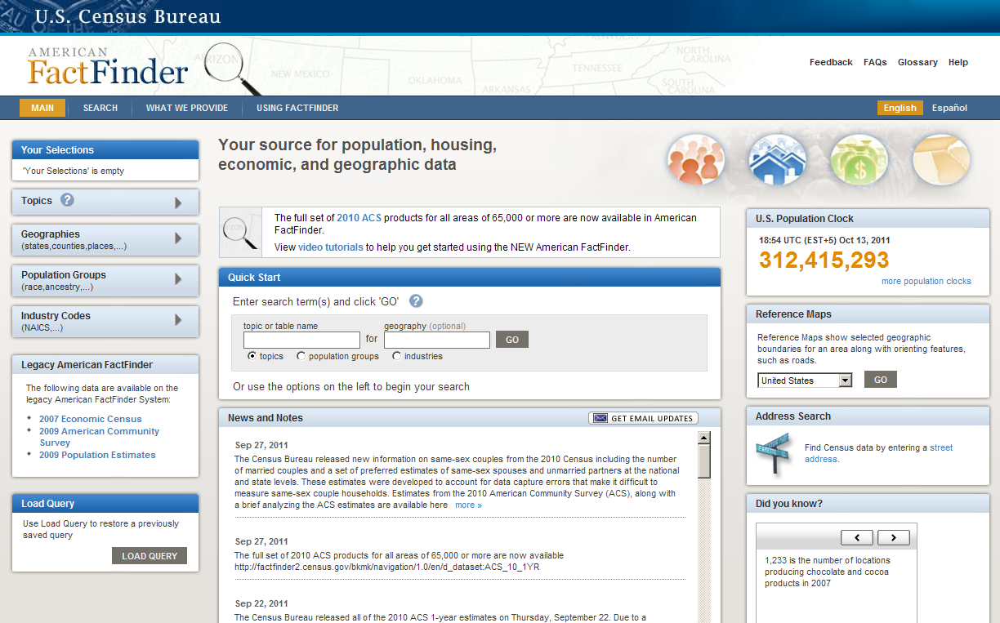 U.S. Census Bureau
AMERICAN
FactFinder
ARIZON
NEW MEXICO
OKLAHOMA
ARKANSAS
KENTUCKY
TENNESSEE
NORTH
CAROLINA
SOUTH
CAROLINA
Feedback FAQs Glossary Help
MAIN SEARCH WHAT WE PROVIDE USING FACTFINDER
English Español
Your Selections
'Your Selections' is empty
Topics ?
Geographies
(states,counties,places,...)
Population Groups
(race,ancestry,...)
Industry Codes
(NAICS,...)
Legacy American FactFinder
The following data are available on the
legacy American FactFinder System:
2007 Economic Census
2009 American Community
Survey
2009 Population Estimates
Load Query
Use Load Query to restore a previously
saved query
LOAD QUERY
Your source for population, housing,
economic, and geographic data
The full set of 2010 ACS products for all areas of 65,000 or more are now available in American
FactFinder.
View video tutorials to help you get started using the NEW American FactFinder.
Quick Start
Enter search term(s) and click 'GO' ?
topic or table name geography (optional)
for GO
topics population groups industries
Or use the options on the left to begin your search
News and Notes
GET EMAIL UPDATES
Sep 27, 2011
The Census Bureau released new information on same-sex couples from the 2010 Census including the number
of married couples and a set of preferred estimates of same-sex spouses and unmarried partners at the national
and state levels. These estimates were developed to account for data capture errors that make it difficult to
measure same-sex couple households. Estimates from the 2010 American Community Survey (ACS), along with
a brief analyzing the ACS estimates are available here more »
Sep 27, 2011
The full set of 2010 ACS products for all areas of 65,000 or more are now available
http://factfinder2.census.gov/bkmk/navigation/1.0/en/d_dataset:ACS_10_1YR
Sep 22, 2011
The Census Bureau released all of the 2010 ACS 1-year estimates on Thursday, September 22. Due to a
$
U.S. Population Clock
18:54 UTC (EST+5) Oct 13, 2011
312,415,293
more population clocks
Reference Maps
Reference Maps show selected geographic
boundaries for an area along with orienting features,
such as roads.
United States GO
Address Search
Find Census data by entering a street
address.
Did you know?
1,233 is the number of locations
producing chocolate and cocoa
products in 2007